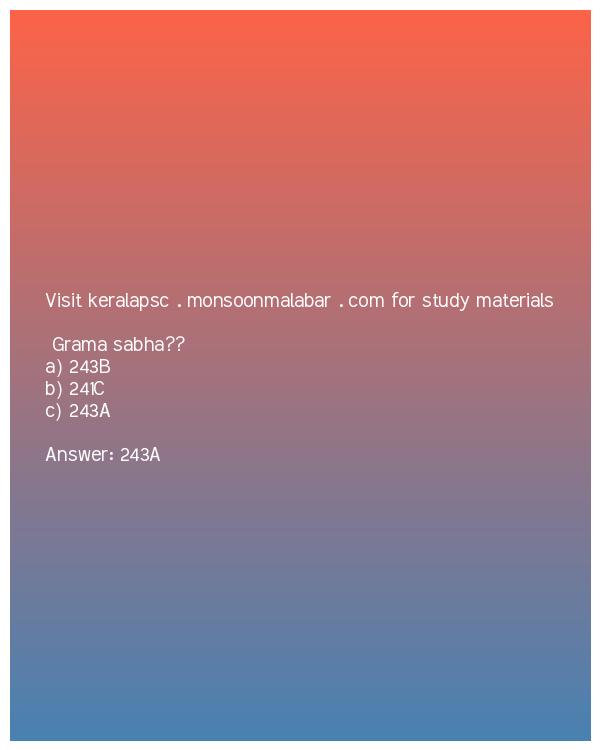 Visit keralapsc . monsoonmalabar . com for study materials
Grama sabha??
a) 243B
b) 241C
c) 243A
Answer: 243A